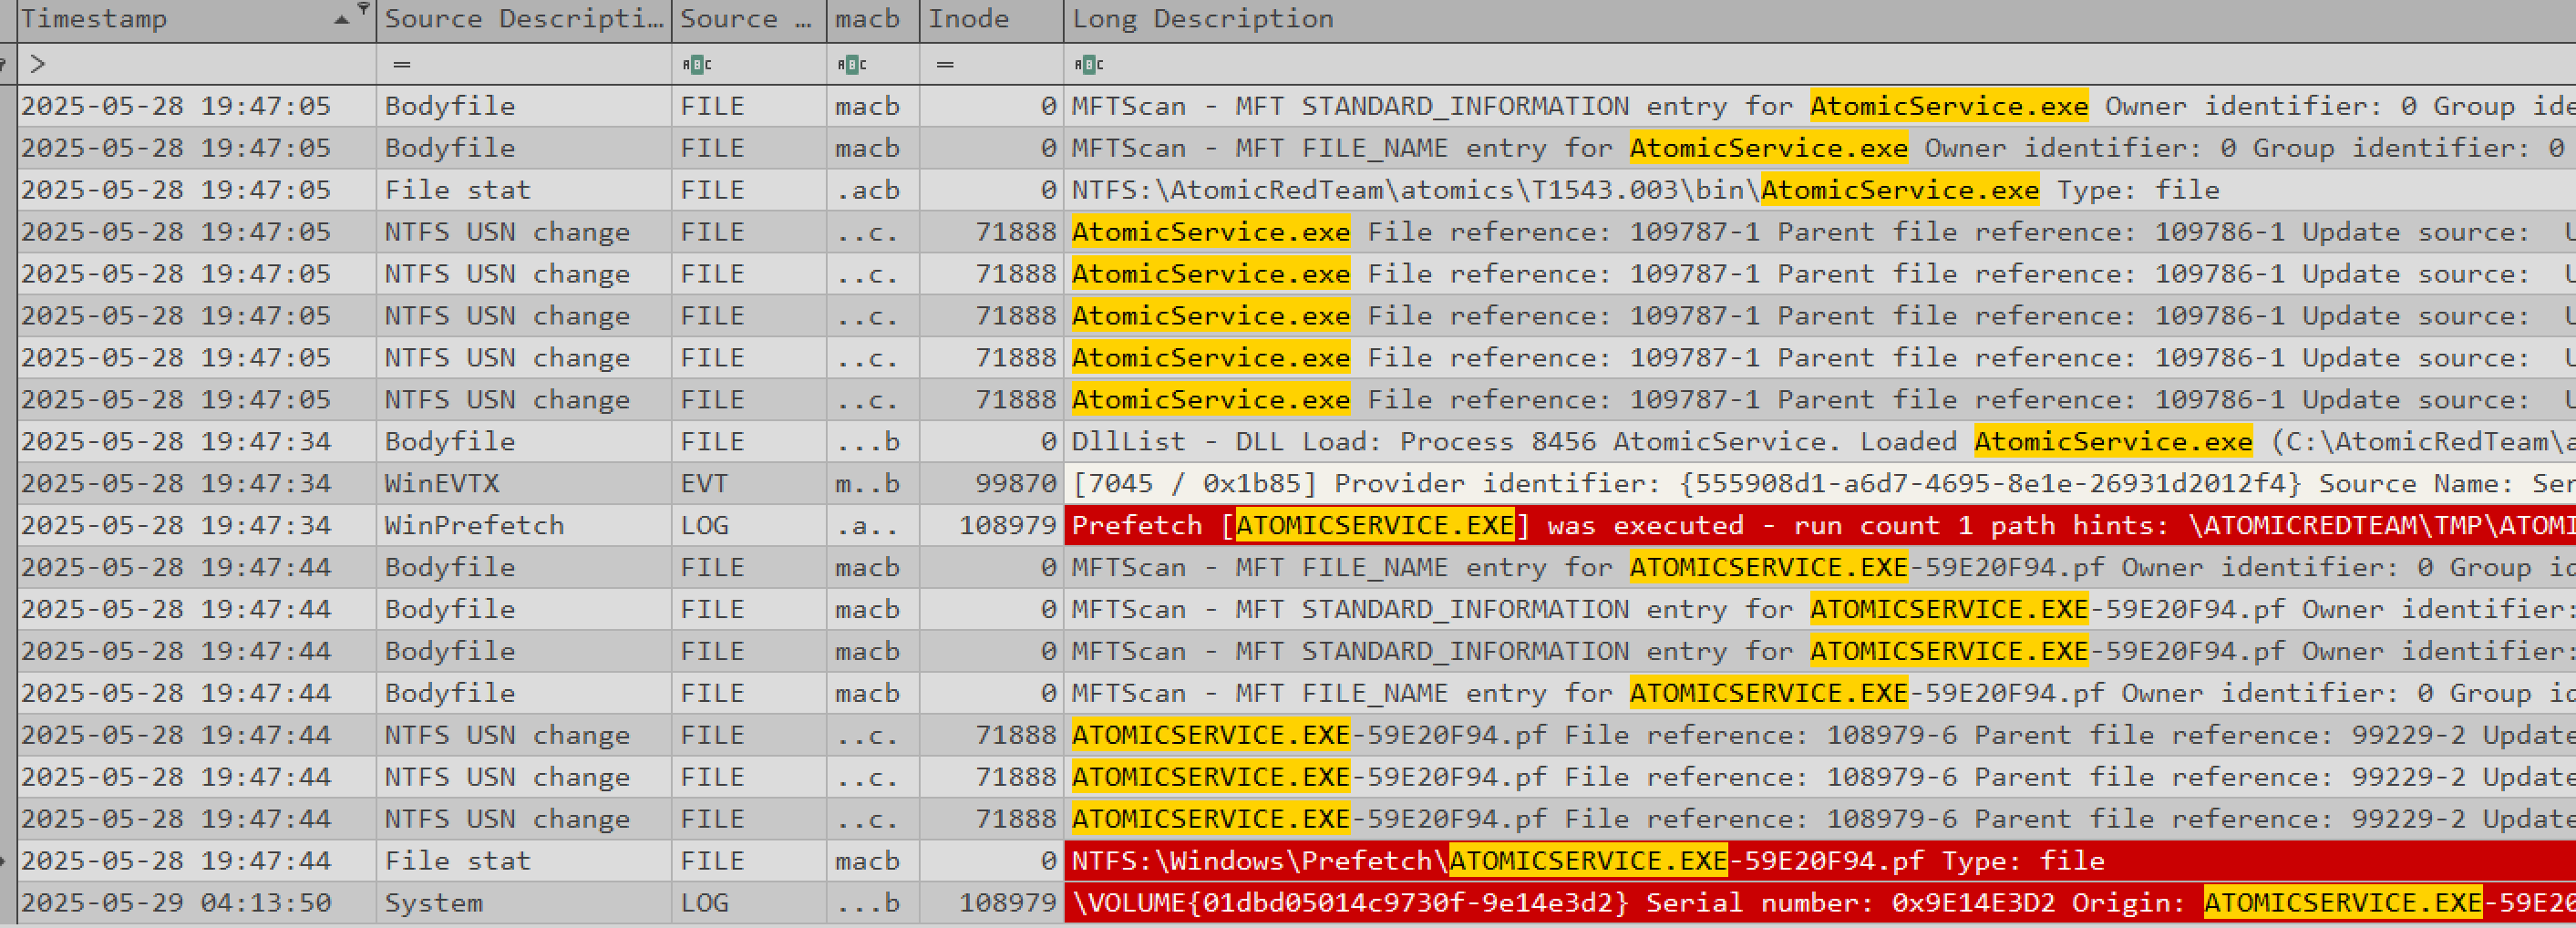 Timestamp Source Descripti… Source … macb Inode Long Description
> = ABC ABC = ABC
2025-05-28 19:47:05 Bodyfile FILE macb 0 MFTScan - MFT STANDARD_INFORMATION entry for AtomicService.exe Owner identifier: 0 Group ide
2025-05-28 19:47:05 Bodyfile FILE macb 0 MFTScan - MFT FILE_NAME entry for AtomicService.exe Owner identifier: 0 Group identifier: 0
2025-05-28 19:47:05 File stat FILE .acb 0 NTFS:\AtomicRedTeam\atomics\T1543.003\bin\AtomicService.exe Type: file
2025-05-28 19:47:05 NTFS USN change FILE ..c. 71888 AtomicService.exe File reference: 109787-1 Parent file reference: 109786-1 Update source: U
2025-05-28 19:47:05 NTFS USN change FILE ..c. 71888 AtomicService.exe File reference: 109787-1 Parent file reference: 109786-1 Update source: U
2025-05-28 19:47:05 NTFS USN change FILE ..c. 71888 AtomicService.exe File reference: 109787-1 Parent file reference: 109786-1 Update source: U
2025-05-28 19:47:05 NTFS USN change FILE ..c. 71888 AtomicService.exe File reference: 109787-1 Parent file reference: 109786-1 Update source: U
2025-05-28 19:47:05 NTFS USN change FILE ..c. 71888 AtomicService.exe File reference: 109787-1 Parent file reference: 109786-1 Update source: U
2025-05-28 19:47:34 Bodyfile FILE ...b 0 DllList - DLL Load: Process 8456 AtomicService. Loaded AtomicService.exe (C:\AtomicRedTeam\a
2025-05-28 19:47:34 WinEVTX EVT m..b 99870 [7045 / 0x1b85] Provider identifier: {555908d1-a6d7-4695-8e1e-26931d2012f4} Source Name: Ser
2025-05-28 19:47:34 WinPrefetch LOG .a.. 108979 Prefetch [ATOMICSERVICE.EXE] was executed - run count 1 path hints: \ATOMICREDTEAM\TMP\ATOMI
2025-05-28 19:47:44 Bodyfile FILE macb 0 MFTScan - MFT FILE_NAME entry for ATOMICSERVICE.EXE-59E20F94.pf Owner identifier: 0 Group id
2025-05-28 19:47:44 Bodyfile FILE macb 0 MFTScan - MFT STANDARD_INFORMATION entry for ATOMICSERVICE.EXE-59E20F94.pf Owner identifier:
2025-05-28 19:47:44 Bodyfile FILE macb 0 MFTScan - MFT STANDARD_INFORMATION entry for ATOMICSERVICE.EXE-59E20F94.pf Owner identifier:
2025-05-28 19:47:44 Bodyfile FILE macb 0 MFTScan - MFT FILE_NAME entry for ATOMICSERVICE.EXE-59E20F94.pf Owner identifier: 0 Group id
2025-05-28 19:47:44 NTFS USN change FILE ..c. 71888 ATOMICSERVICE.EXE-59E20F94.pf File reference: 108979-6 Parent file reference: 99229-2 Update
2025-05-28 19:47:44 NTFS USN change FILE ..c. 71888 ATOMICSERVICE.EXE-59E20F94.pf File reference: 108979-6 Parent file reference: 99229-2 Update
2025-05-28 19:47:44 NTFS USN change FILE ..c. 71888 ATOMICSERVICE.EXE-59E20F94.pf File reference: 108979-6 Parent file reference: 99229-2 Update
2025-05-28 19:47:44 File stat FILE macb 0 NTFS:\Windows\Prefetch\ATOMICSERVICE.EXE-59E20F94.pf Type: file
2025-05-29 04:13:50 System LOG ...b 108979 \VOLUME{01dbd05014c9730f-9e14e3d2} Serial number: 0x9E14E3D2 Origin: ATOMICSERVICE.EXE-59E20